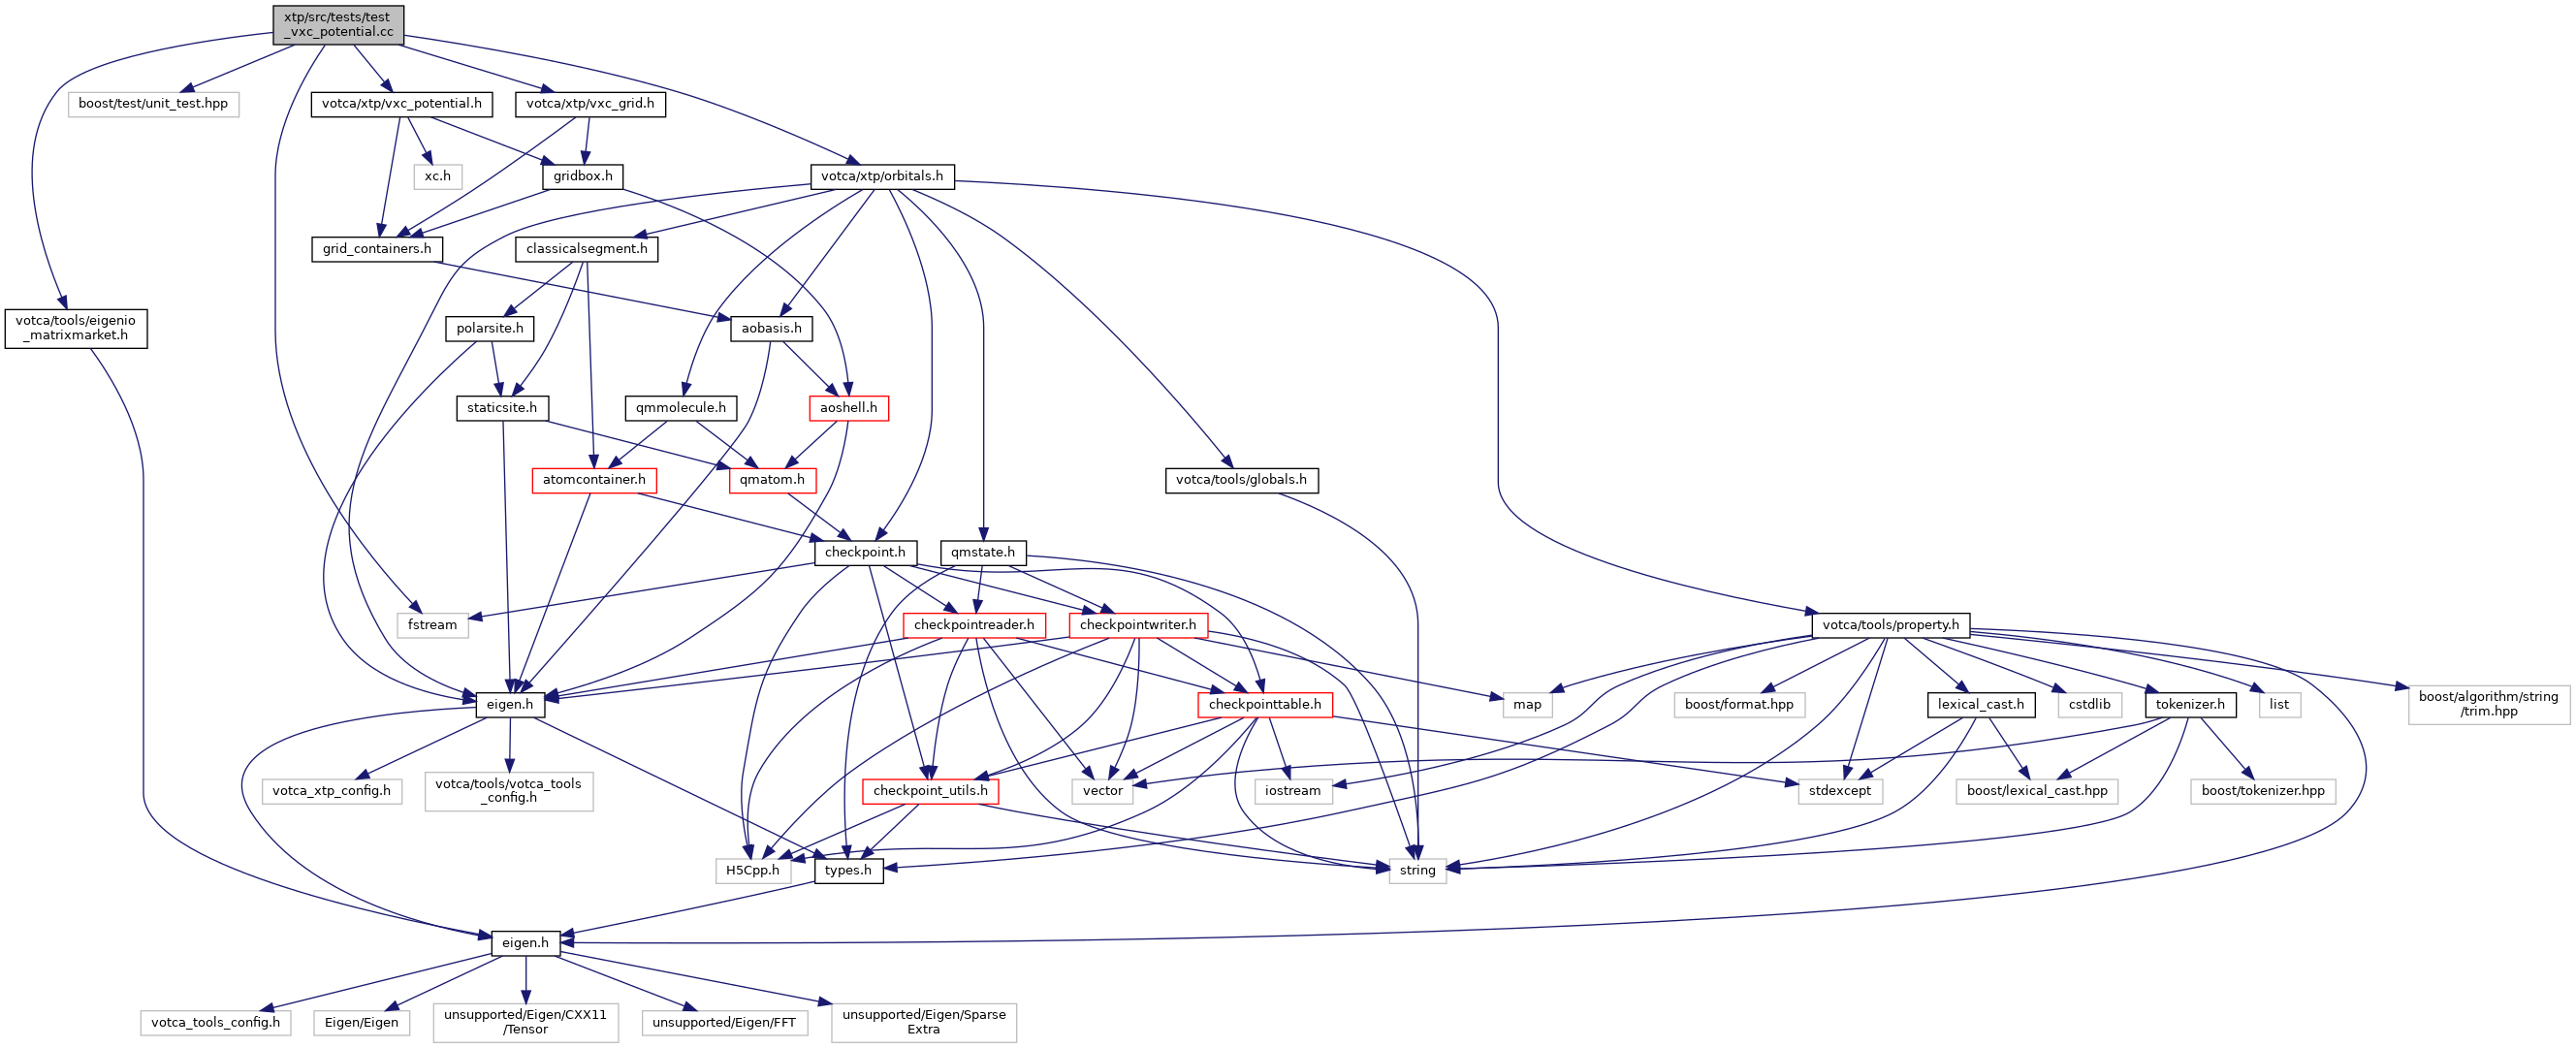 xtp/src/tests/test
_vxc_potential.cc
boost/test/unit_test.hpp
votca/xtp/vxc_potential.h
votca/xtp/vxc_grid.h
xc.h
gridbox.h
votca/xtp/orbitals.h
grid_containers.h
classicalsegment.h
votca/tools/eigenio
_matrixmarket.h
polarsite.h
aobasis.h
staticsite.h
qmmolecule.h
aoshell.h
atomcontainer.h
qmatom.h
votca/tools/globals.h
checkpoint.h
qmstate.h
fstream
checkpointreader.h
checkpointwriter.h
votca/tools/property.h
eigen.h
checkpointtable.h
map
boost/format.hpp
lexical_cast.h
cstdlib
tokenizer.h
list
boost/algorithm/string
/trim.hpp
votca_xtp_config.h
votca/tools/votca_tools
_config.h
checkpoint_utils.h
vector
iostream
stdexcept
boost/lexical_cast.hpp
boost/tokenizer.hpp
H5Cpp.h
types.h
string
eigen.h
votca_tools_config.h
Eigen/Eigen
unsupported/Eigen/CXX11
/Tensor
unsupported/Eigen/FFT
unsupported/Eigen/Sparse
Extra